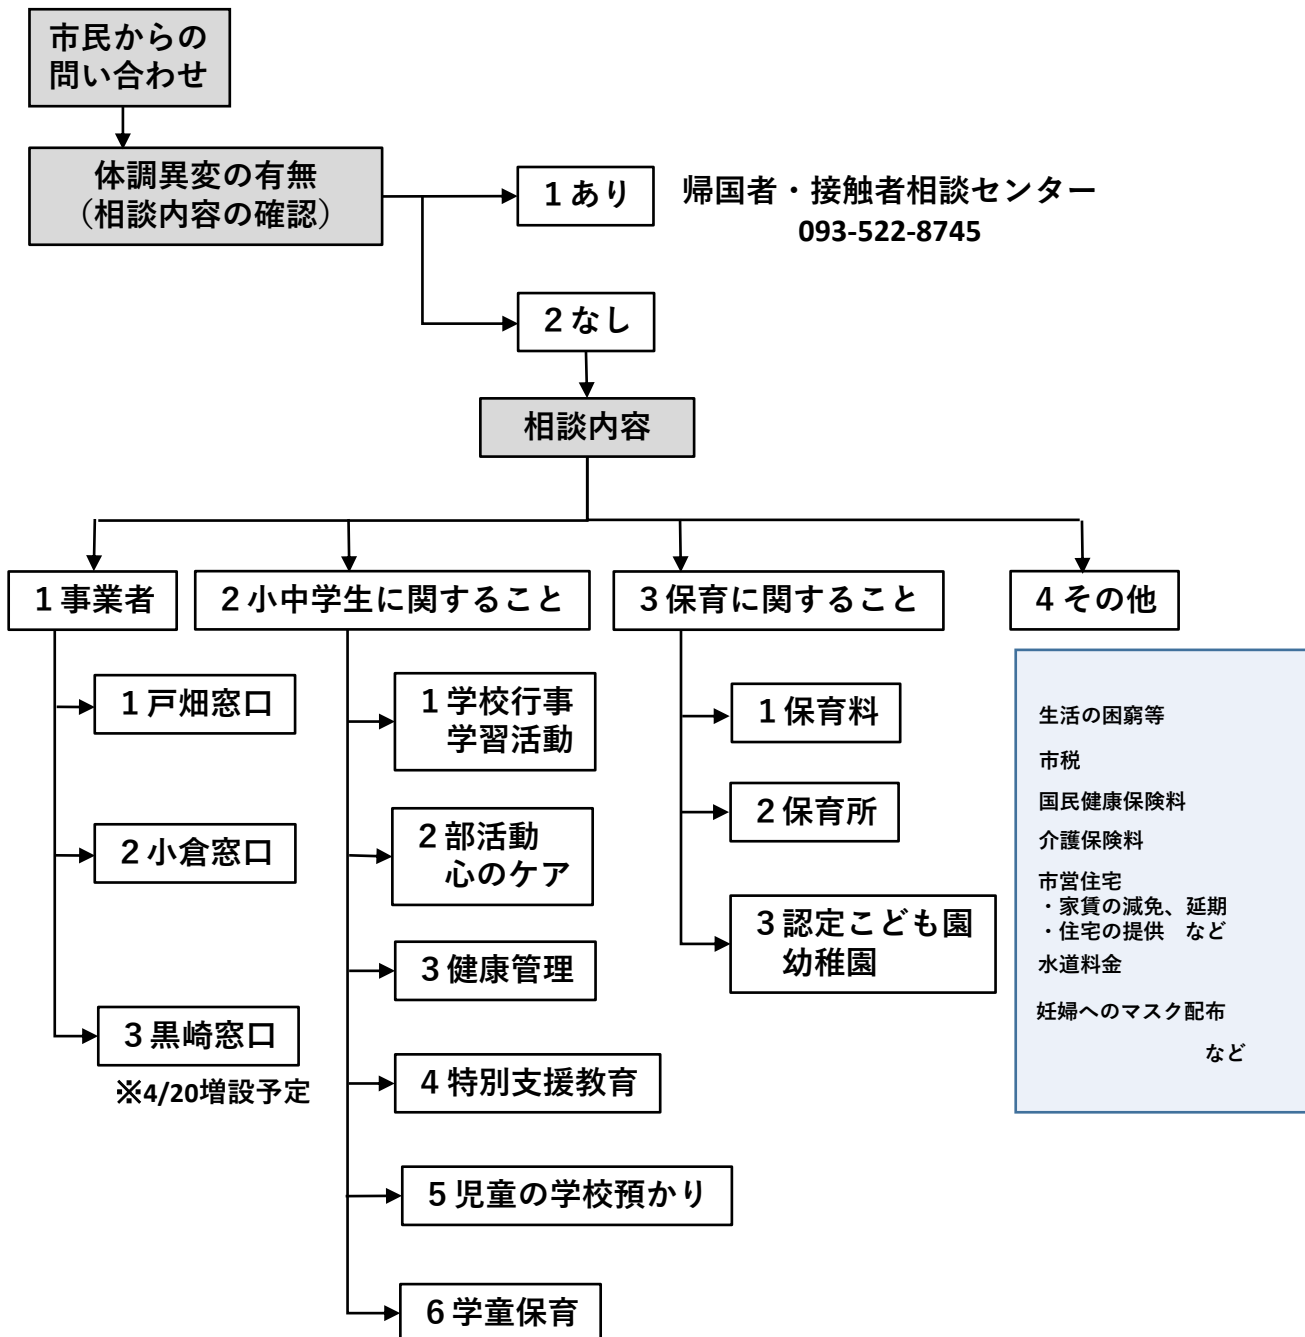 市民からの
問い合わせ
体調異変の有無
（相談内容の確認）
１あり
帰国者・接触者相談センター
093-522-8745
２なし
相談内容
１事業者
２小中学生に関すること
３保育に関すること
４その他
１戸畑窓口
２小倉窓口
３黒崎窓口
※4/20増設予定
１学校行事
学習活動
２部活動
心のケア
３健康管理
４特別支援教育
５児童の学校預かり
６学童保育
１保育料
２保育所
３認定こども園
幼稚園
生活の困窮等
市税
国民健康保険料
介護保険料
市営住宅
・家賃の減免、延期
・住宅の提供　など
水道料金
妊婦へのマスク配布
など